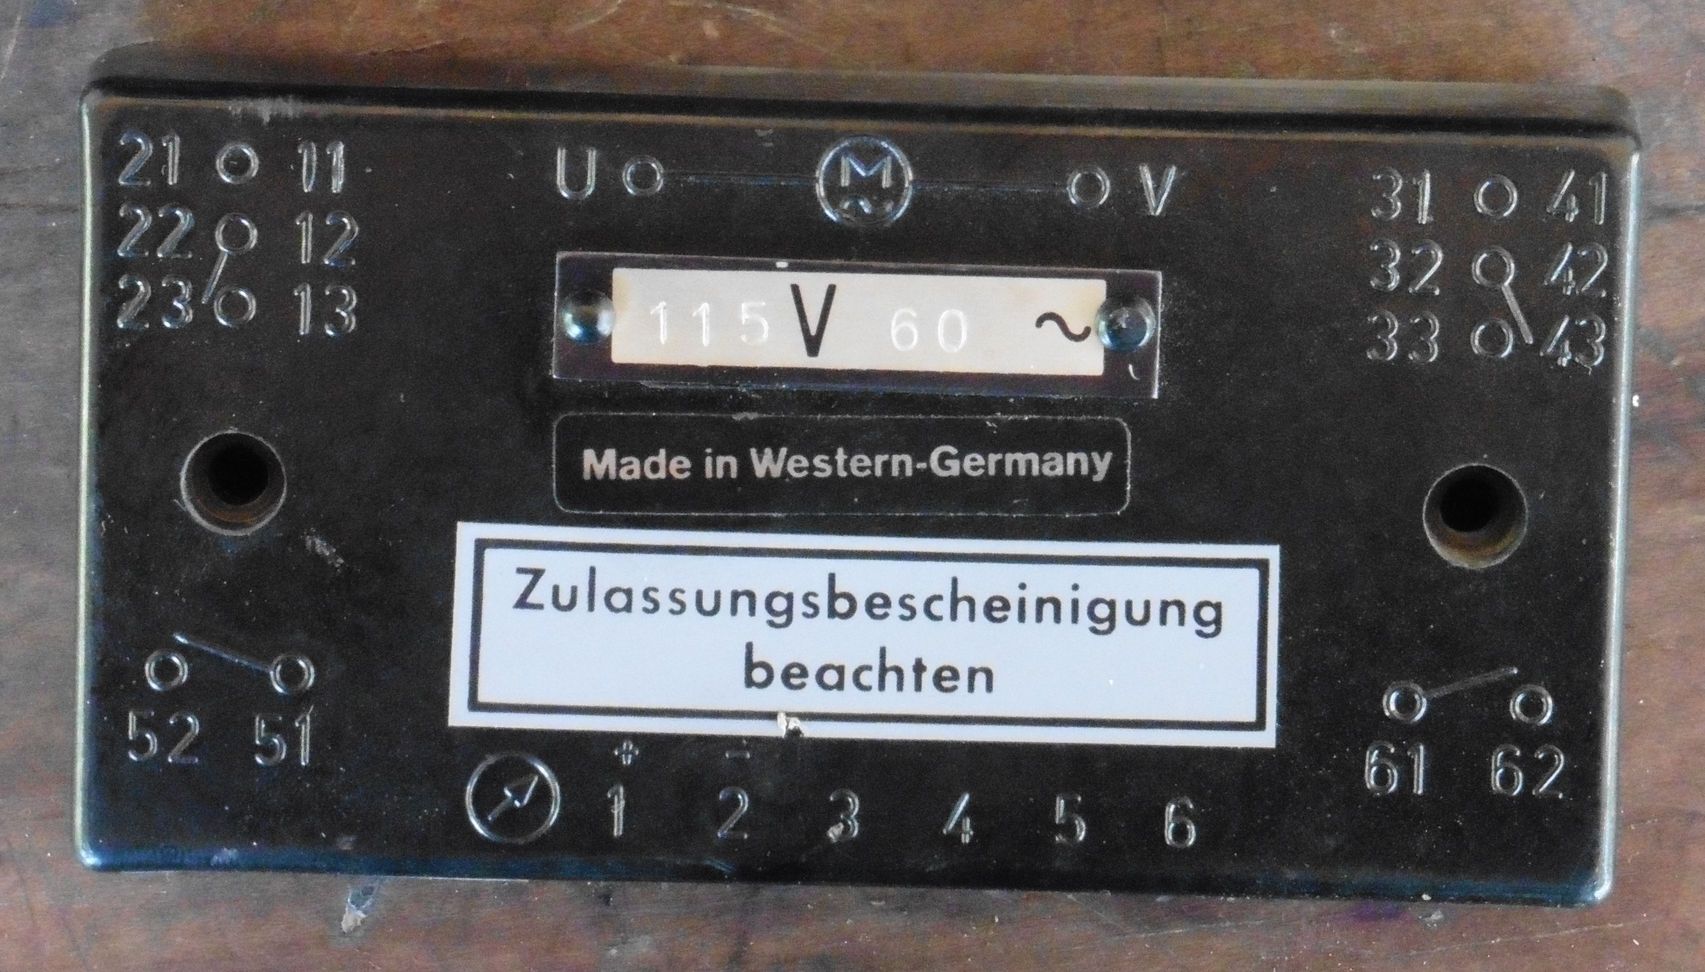 21 11 U M ~ V 31 41
22 12 32 42
23 13 115 V 60 ~ 33 43
Made in Western-Germany
Zulassungsbescheinigung
beachten
52 51 61 62
+ -
1 2 3 4 5 6